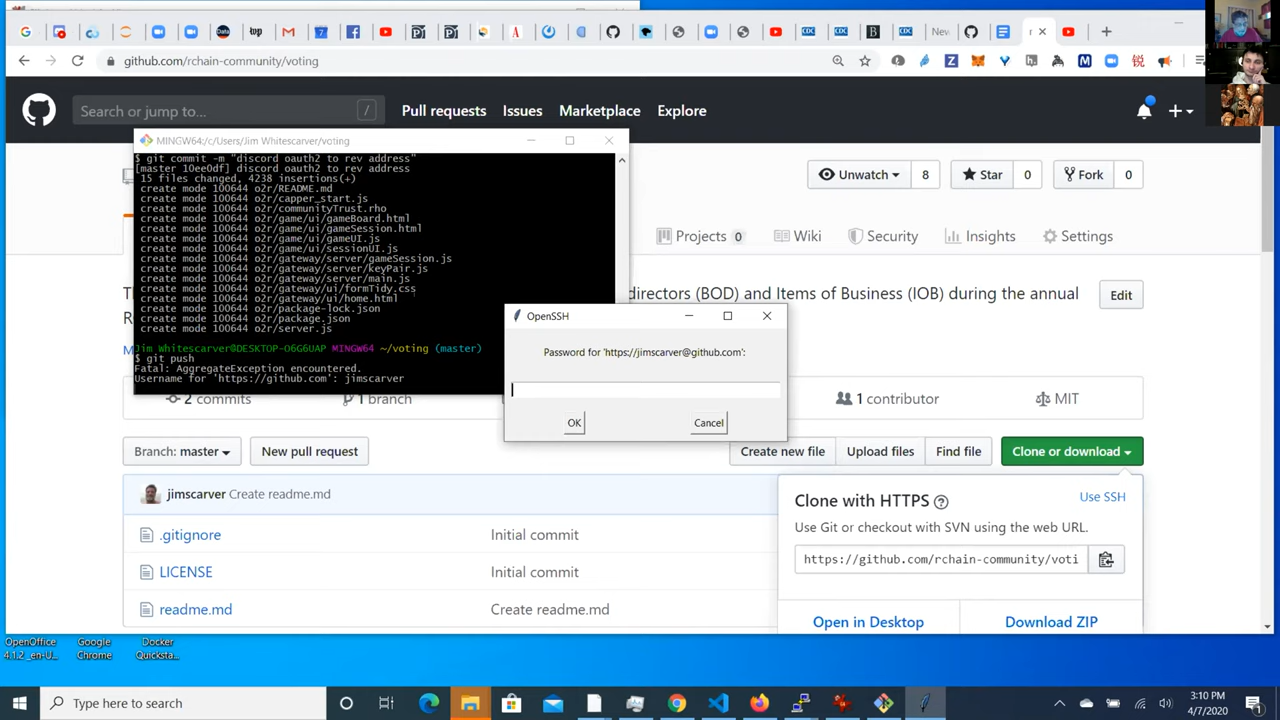 github.com/rchain-community/voting
Search or jump to...
/
Pull requests
Issues
Marketplace
Explore
MINGW64:/c/Users/Jim Whitescarver/voting
$ git commit -m "discord oauth2 to rev address"
[master 10ee0df] discord oauth2 to rev address
15 files changed, 4238 insertions(+)
create mode 100644 o2r/README.md
create mode 100644 o2r/capper_start.js
create mode 100644 o2r/communityTrust.rho
create mode 100644 o2r/game/ui/gameBoard.html
create mode 100644 o2r/game/ui/gameSession.html
create mode 100644 o2r/game/ui/gameUI.js
create mode 100644 o2r/game/ui/sessionUI.js
create mode 100644 o2r/gateway/server/gameSession.js
create mode 100644 o2r/gateway/server/keyPair.js
create mode 100644 o2r/gateway/server/main.js
create mode 100644 o2r/gateway/ui/formTidy.css
create mode 100644 o2r/gateway/ui/home.html
create mode 100644 o2r/package-lock.json
create mode 100644 o2r/package.json
create mode 100644 o2r/server.js
Jim Whitescarver@DESKTOP-O6G6UAP MINGW64 ~/voting (master)
$ git push
Fatal: AggregateException encountered.
Username for 'https://github.com': jimscarver
Unwatch
8
Star
0
Fork
0
Projects 0
Wiki
Security
Insights
Settings
directors (BOD) and Items of Business (IOB) during the annual
Edit
OpenSSH
Password for 'https://jimscarver@github.com':
OK
Cancel
2 commits
1 branch
1 contributor
MIT
Branch: master
New pull request
Create new file
Upload files
Find file
Clone or download
jimscarver Create readme.md
.gitignore
Initial commit
LICENSE
Initial commit
readme.md
Create readme.md
Clone with HTTPS
Use SSH
Use Git or checkout with SVN using the web URL.
https://github.com/rchain-community/voti
Open in Desktop
Download ZIP
OpenOffice
4.1.2 _en-U...
Google
Chrome
Docker
Quicksta...
Type here to search
3:10 PM
4/7/2020